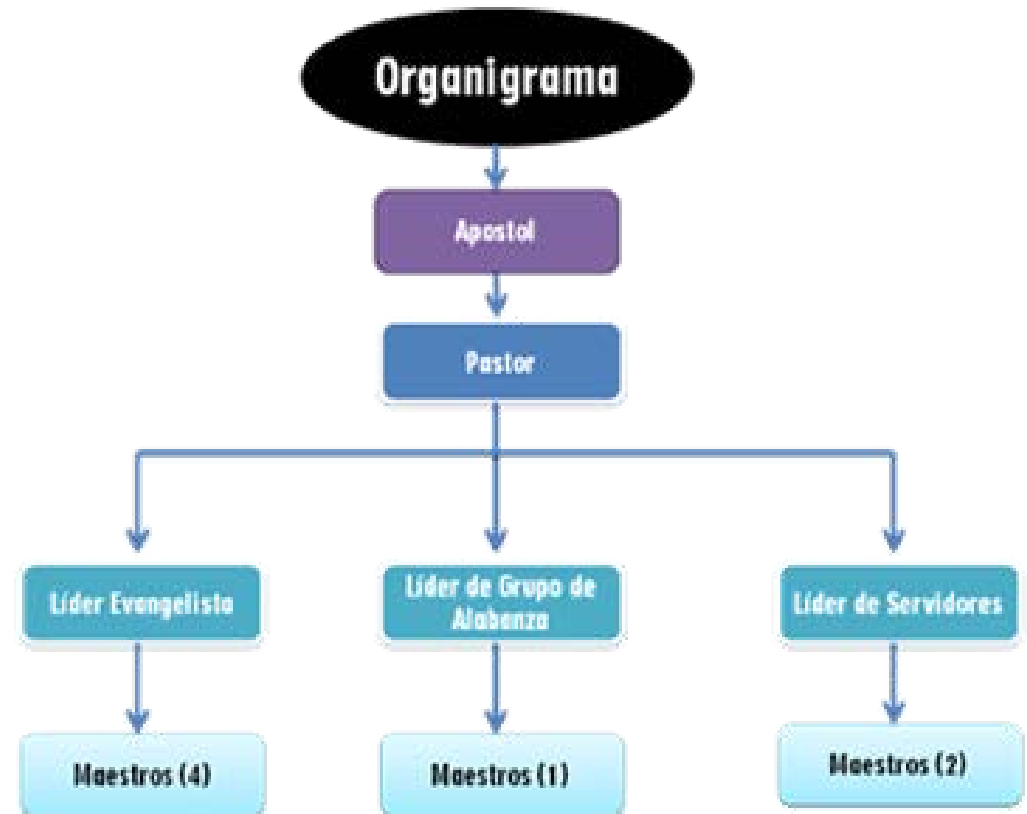 Organigrama
Apostol
Pastor
Líder Evangelista
Líder de Grupo de
Alabanza
Líder de Servidores
Maestros (4)
Maestros (1)
Maestros (2)